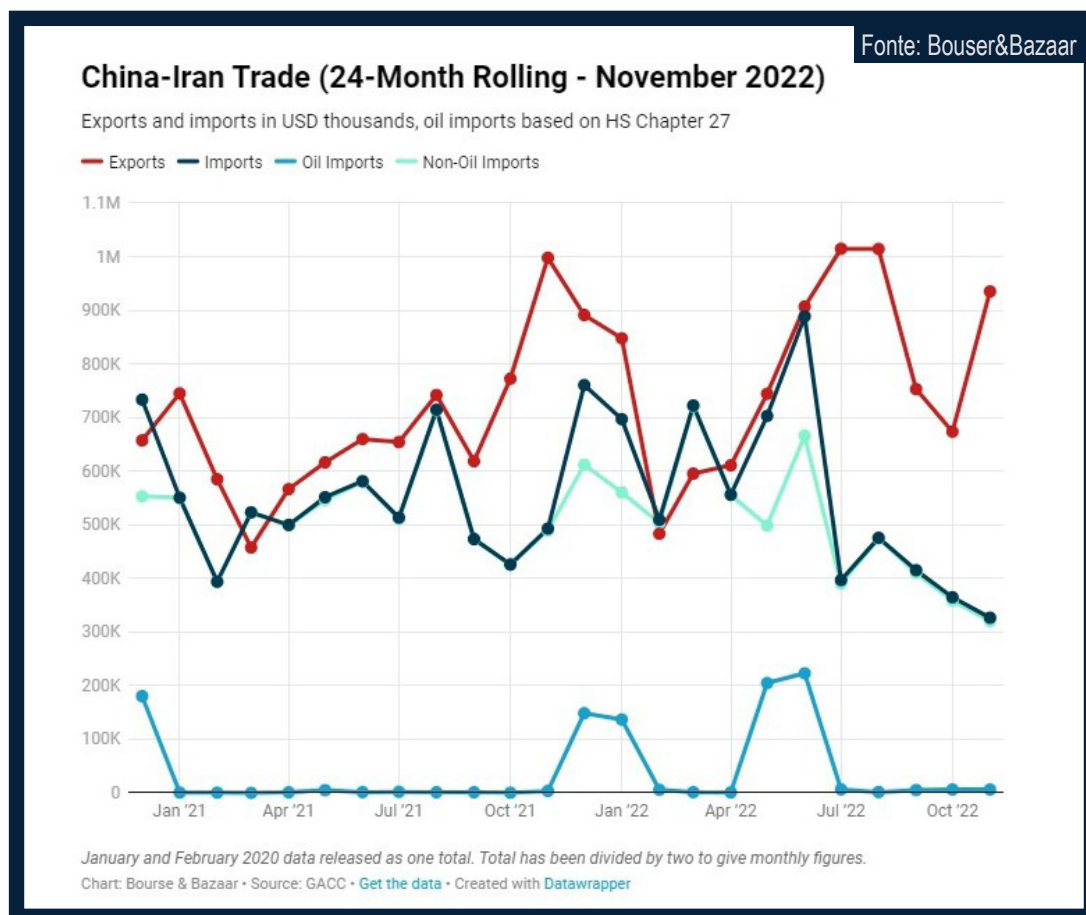 Fonte: Bouser&Bazaar
China-Iran Trade (24-Month Rolling - November 2022)
Exports and imports in USD thousands, oil imports based on HS Chapter 27
Exports Imports Oil Imports Non-Oil Imports
1.1M
1M
900K
800K
700K
600K
500K
400K
300K
200K
100K
0
Jan '21 Apr '21 Jul '21 Oct '21 Jan '22 Apr '22 Jul '22 Oct '22
January and February 2020 data released as one total. Total has been divided by two to give monthly figures.
Chart: Bourse & Bazaar • Source: GACC • Get the data • Created with Datawrapper